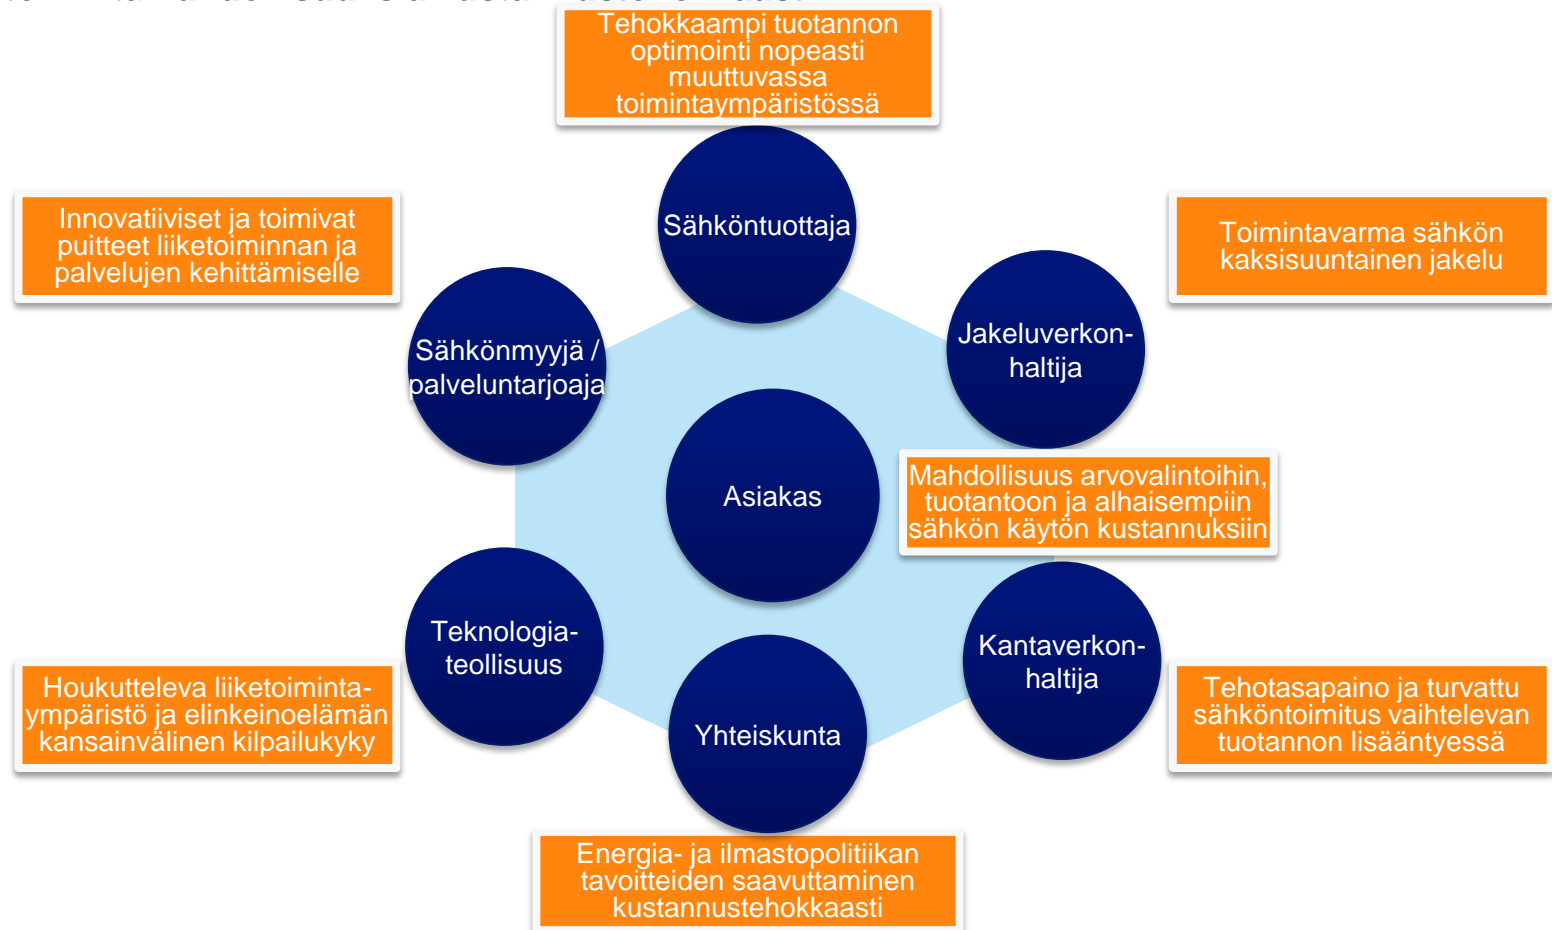 Tehokkaampi tuotannon
optimointi nopeasti
muuttuvassa
toimintaympäristössä
Sähköntuottaja
Innovatiiviset ja toimivat
puitteet liiketoiminnan ja
palvelujen kehittämiselle
Toimintavarma sähkön
kaksisuuntainen jakelu
Sähkönmyyjä /
palveluntarjoaja
Jakeluverkon-
haltija
Asiakas
Mahdollisuus arvovalintoihin,
tuotantoon ja alhaisempiin
sähkön käytön kustannuksiin
Teknologia-
teollisuus
Kantaverkon-
haltija
Houkutteleva liiketoiminta-
ympäristö ja elinkeinoelämän
kansainvälinen kilpailukyky
Yhteiskunta
Tehotasapaino ja turvattu
sähköntoimitus vaihtelevan
tuotannon lisääntyessä
Energia- ja ilmastopolitiikan
tavoitteiden saavuttaminen
kustannustehokkaasti